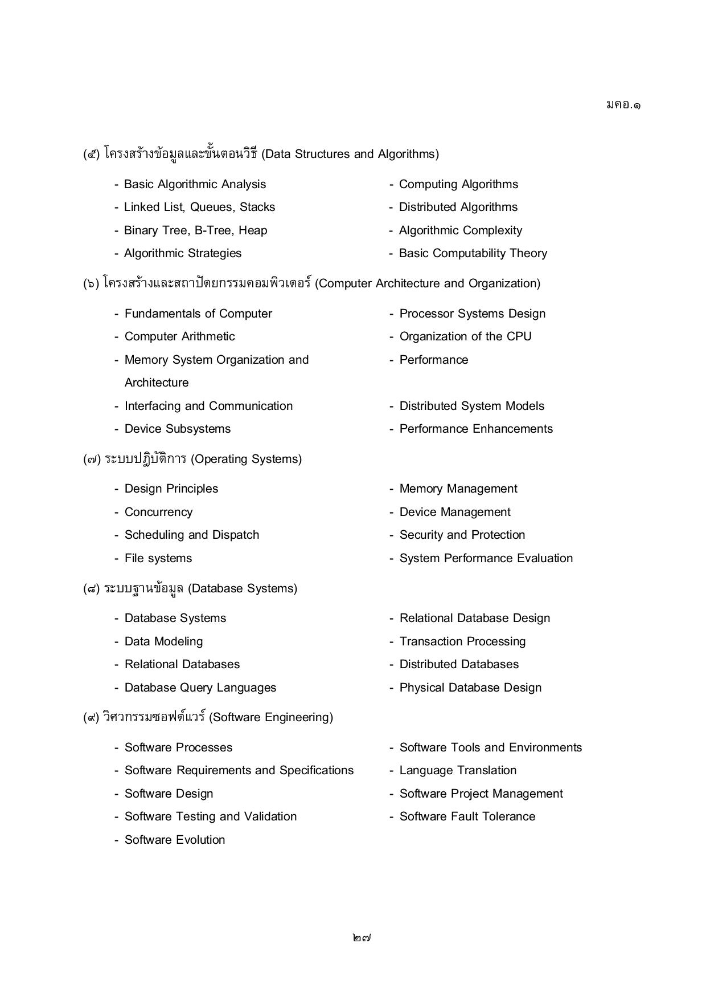 มคอ.๑
(๕) โครงสร้างข้อมูลและขั้นตอนวิธี (Data Structures and Algorithms)
- Basic Algorithmic Analysis - Computing Algorithms
- Linked List, Queues, Stacks - Distributed Algorithms
- Binary Tree, B-Tree, Heap - Algorithmic Complexity
- Algorithmic Strategies - Basic Computability Theory
(๖) โครงสร้างและสถาปัตยกรรมคอมพิวเตอร์ (Computer Architecture and Organization)
- Fundamentals of Computer - Processor Systems Design
- Computer Arithmetic - Organization of the CPU
- Memory System Organization and - Performance
Architecture
- Interfacing and Communication - Distributed System Models
- Device Subsystems - Performance Enhancements
(๗) ระบบปฎิบัติการ (Operating Systems)
- Design Principles - Memory Management
- Concurrency - Device Management
- Scheduling and Dispatch - Security and Protection
- File systems - System Performance Evaluation
(๘) ระบบฐานข้อมูล (Database Systems)
- Database Systems - Relational Database Design
- Data Modeling - Transaction Processing
- Relational Databases - Distributed Databases
- Database Query Languages - Physical Database Design
(๙) วิศวกรรมซอฟต์แวร์ (Software Engineering)
- Software Processes - Software Tools and Environments
- Software Requirements and Specifications - Language Translation
- Software Design - Software Project Management
- Software Testing and Validation - Software Fault Tolerance
- Software Evolution
๒๗